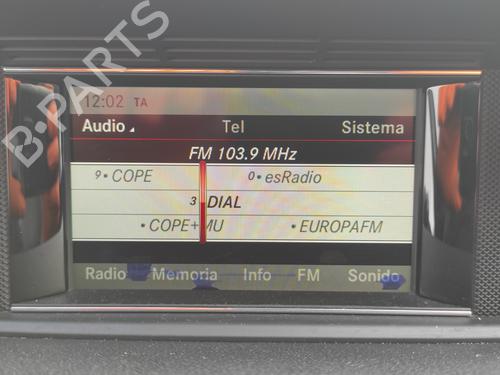 B-PARTS
12:02 TA
Audio Tel Sistema
FM 103.9 MHz
9 •COPE 0 •esRadio
3 •DIAL
•COPE+MU •EUROPAFM
Radio Memoria Info FM Sonido